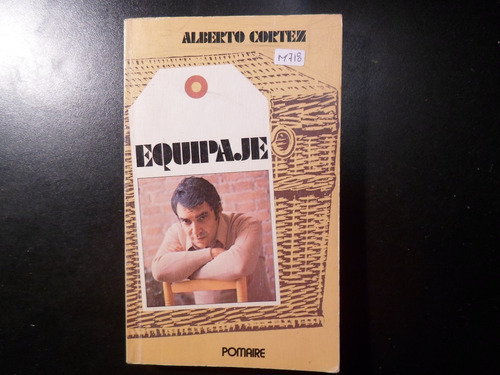 ALBERTO CORTEZ
M718
EQUIPAJE
POMAIRE